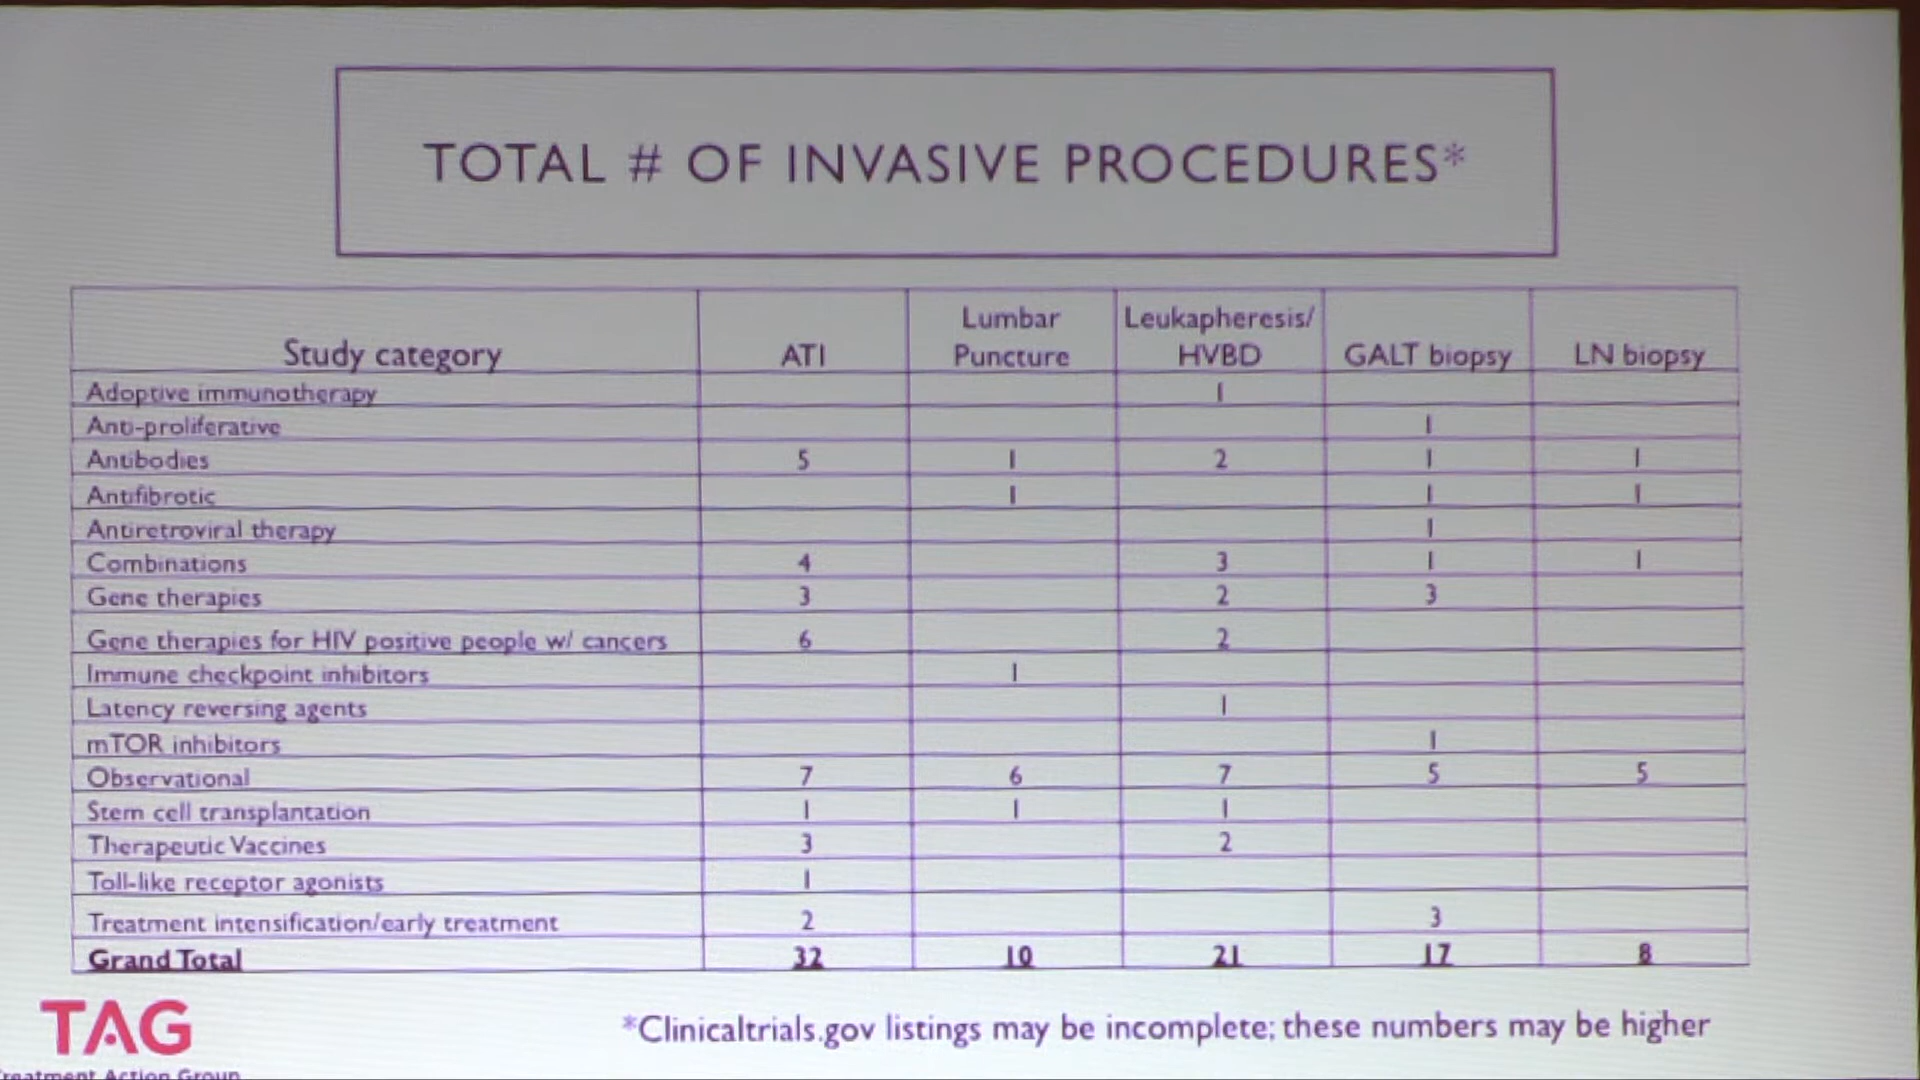 TOTAL # OF INVASIVE PROCEDURES*
Study category ATI Lumbar Puncture Leukapheresis/ HVBD GALT biopsy LN biopsy
Adoptive immunotherapy 1
Anti-proliferative 1
Antibodies 5 1 2 1 1
Antifibrotic 1 1 1
Antiretroviral therapy 1
Combinations 4 3 1 1
Gene therapies 3 2 3
Gene therapies for HIV positive people w/ cancers 6 2
Immune checkpoint inhibitors 1
Latency reversing agents 1
mTOR inhibitors 1
Observational 7 6 7 5 5
Stem cell transplantation 1 1 1
Therapeutic Vaccines 3 2
Toll-like receptor agonists 1
Treatment intensification/early treatment 2 3
Grand Total 32 10 21 17 8
TAG
Treatment Action Group
*Clinicaltrials.gov listings may be incomplete; these numbers may be higher